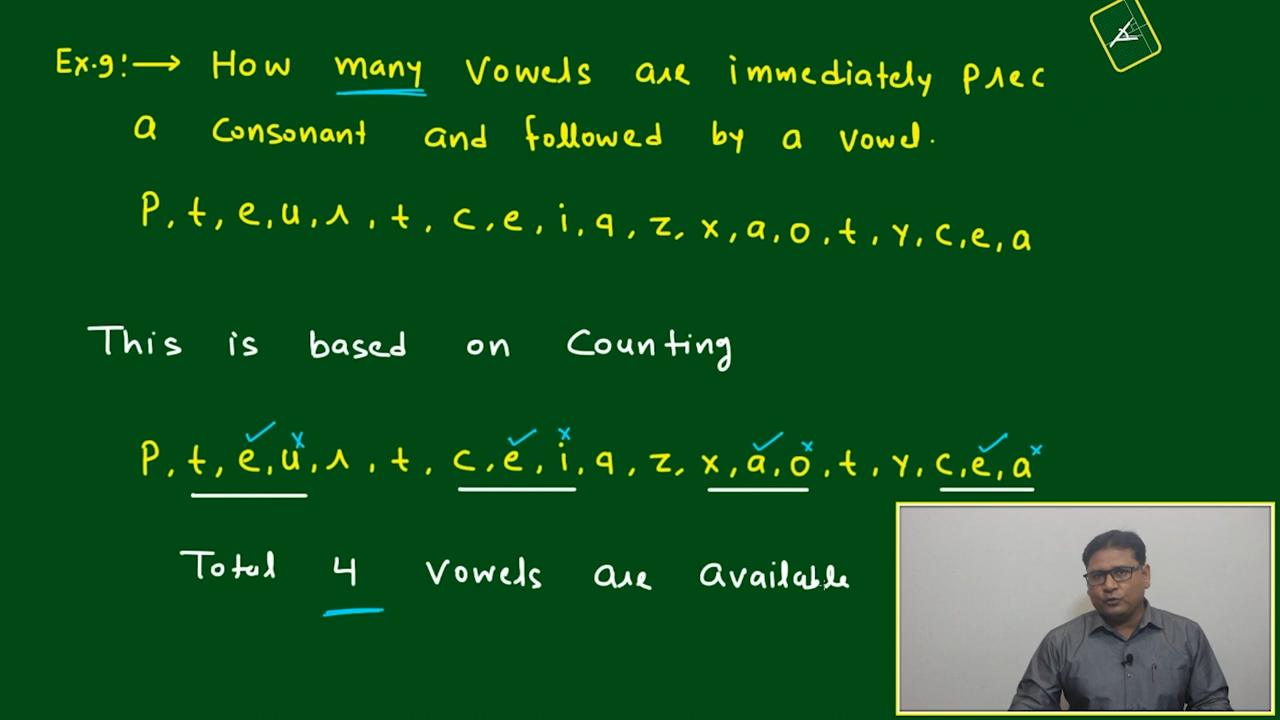 Ex.g:→ How many vowels are immediately prec
a consonant and followed by a vowel.
P, t, e, u, r, t, c, e, i, q, z, x, a, o, t, y, c, e, a
This is based on Counting
P, t, e, u, r, t, c, e, i, q, z, x, a, o, t, y, c, e, a
Total 4 vowels are available